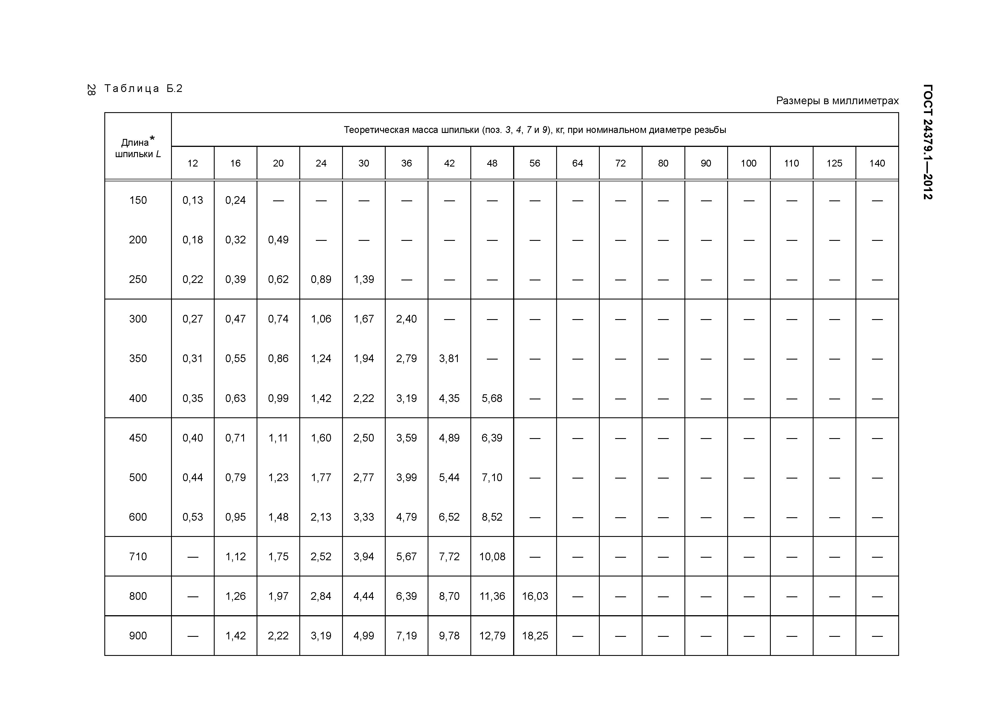 28
Таблица Б.2
ГОСТ 24379.1—2012
Размеры в миллиметрах
Длина* шпильки L
Теоретическая масса шпильки (поз. 3, 4, 7 и 9), кг, при номинальном диаметре резьбы
12 16 20 24 30 36 42 48 56 64 72 80 90 100 110 125 140
150 0,13 0,24 — — — — — — — — — — — — — — —
200 0,18 0,32 0,49 — — — — — — — — — — — — — —
250 0,22 0,39 0,62 0,89 1,39 — — — — — — — — — — — —
300 0,27 0,47 0,74 1,06 1,67 2,40 — — — — — — — — — — —
350 0,31 0,55 0,86 1,24 1,94 2,79 3,81 — — — — — — — — — —
400 0,35 0,63 0,99 1,42 2,22 3,19 4,35 5,68 — — — — — — — — —
450 0,40 0,71 1,11 1,60 2,50 3,59 4,89 6,39 — — — — — — — — —
500 0,44 0,79 1,23 1,77 2,77 3,99 5,44 7,10 — — — — — — — — —
600 0,53 0,95 1,48 2,13 3,33 4,79 6,52 8,52 — — — — — — — — —
710 — 1,12 1,75 2,52 3,94 5,67 7,72 10,08 — — — — — — — — —
800 — 1,26 1,97 2,84 4,44 6,39 8,70 11,36 16,03 — — — — — — — —
900 — 1,42 2,22 3,19 4,99 7,19 9,78 12,79 18,25 — — — — — — — —